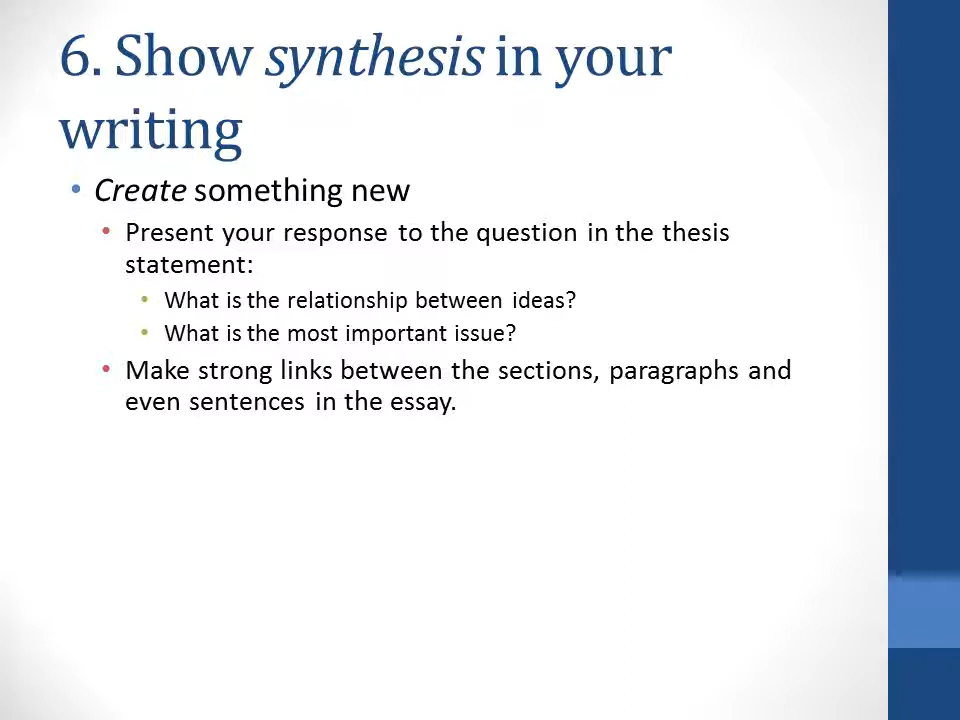 6. Show synthesis in your
writing
• Create something new
• Present your response to the question in the thesis
statement:
• What is the relationship between ideas?
• What is the most important issue?
• Make strong links between the sections, paragraphs and
even sentences in the essay.